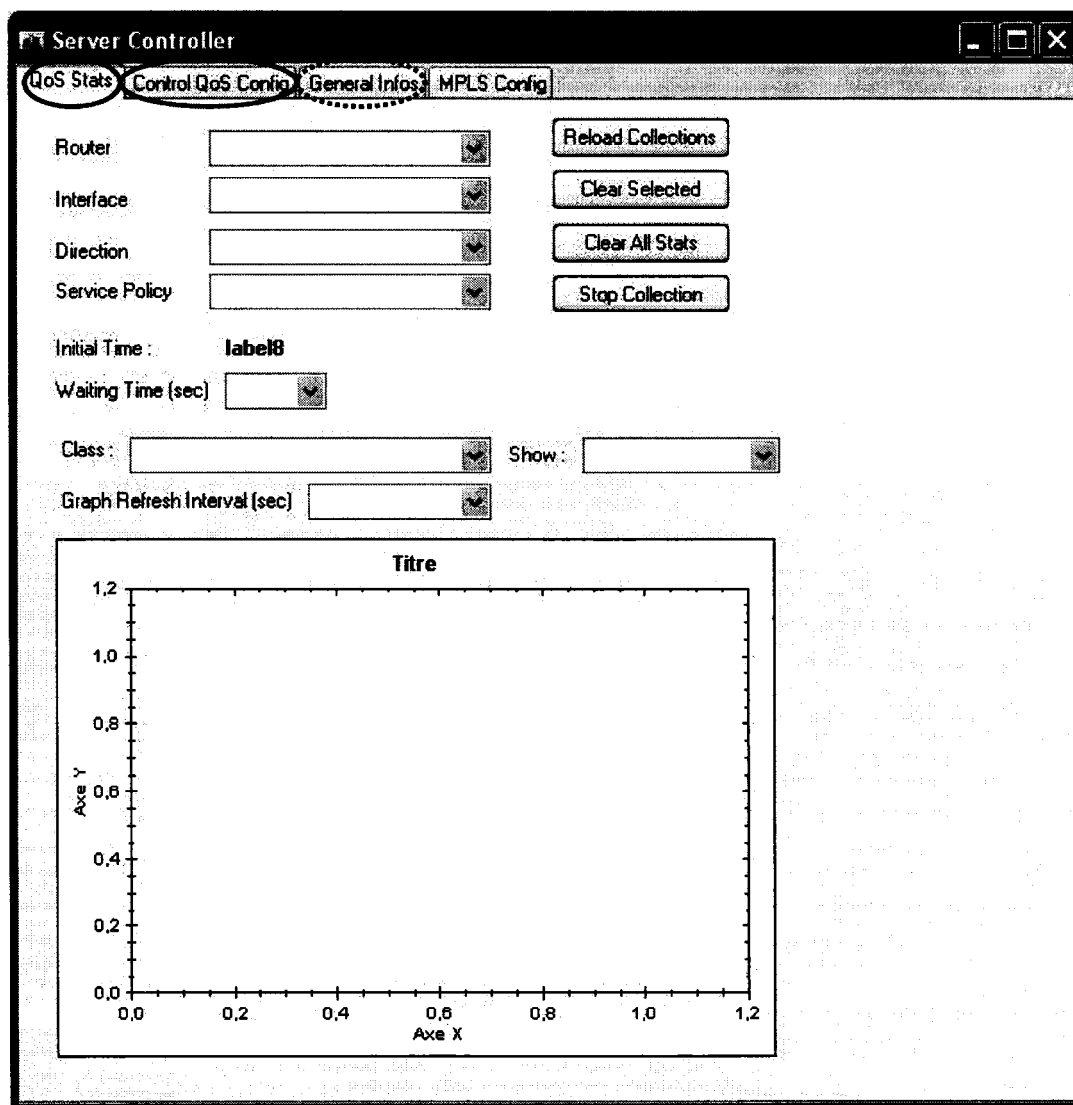 Server Controller
QoS Stats Control QoS Config General Infos MPLS Config
Router
Reload Collections
Interface
Clear Selected
Direction
Clear All Stats
Service Policy
Stop Collection
Initial Time : label8
Waiting Time (sec)
Class :
Show :
Graph Refresh Interval (sec)
Titre
1,2
1,0
0,8
0,6
0,4
0,2
0,0
Axe Y
0,0 0,2 0,4 0,6 0,8 1,0 1,2
Axe X